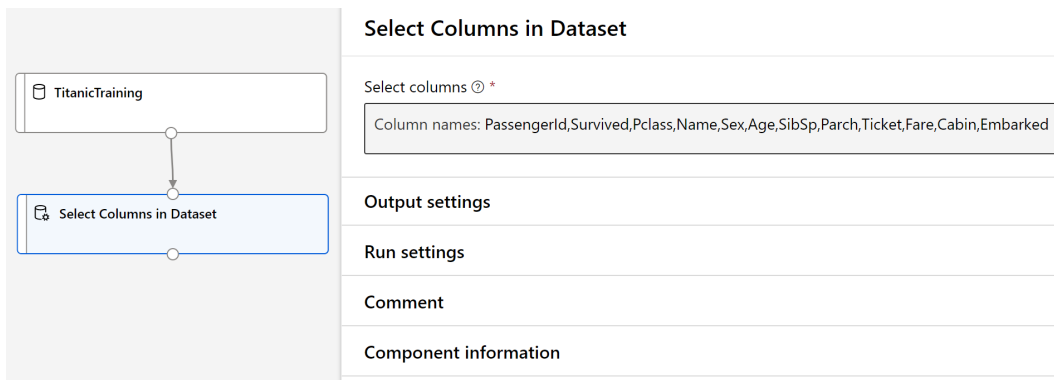 TitanicTraining
Select Columns in Dataset
Select Columns in Dataset
Select columns ? *
Column names: PassengerId,Survived,Pclass,Name,Sex,Age,SibSp,Parch,Ticket,Fare,Cabin,Embarked
Output settings
Run settings
Comment
Component information